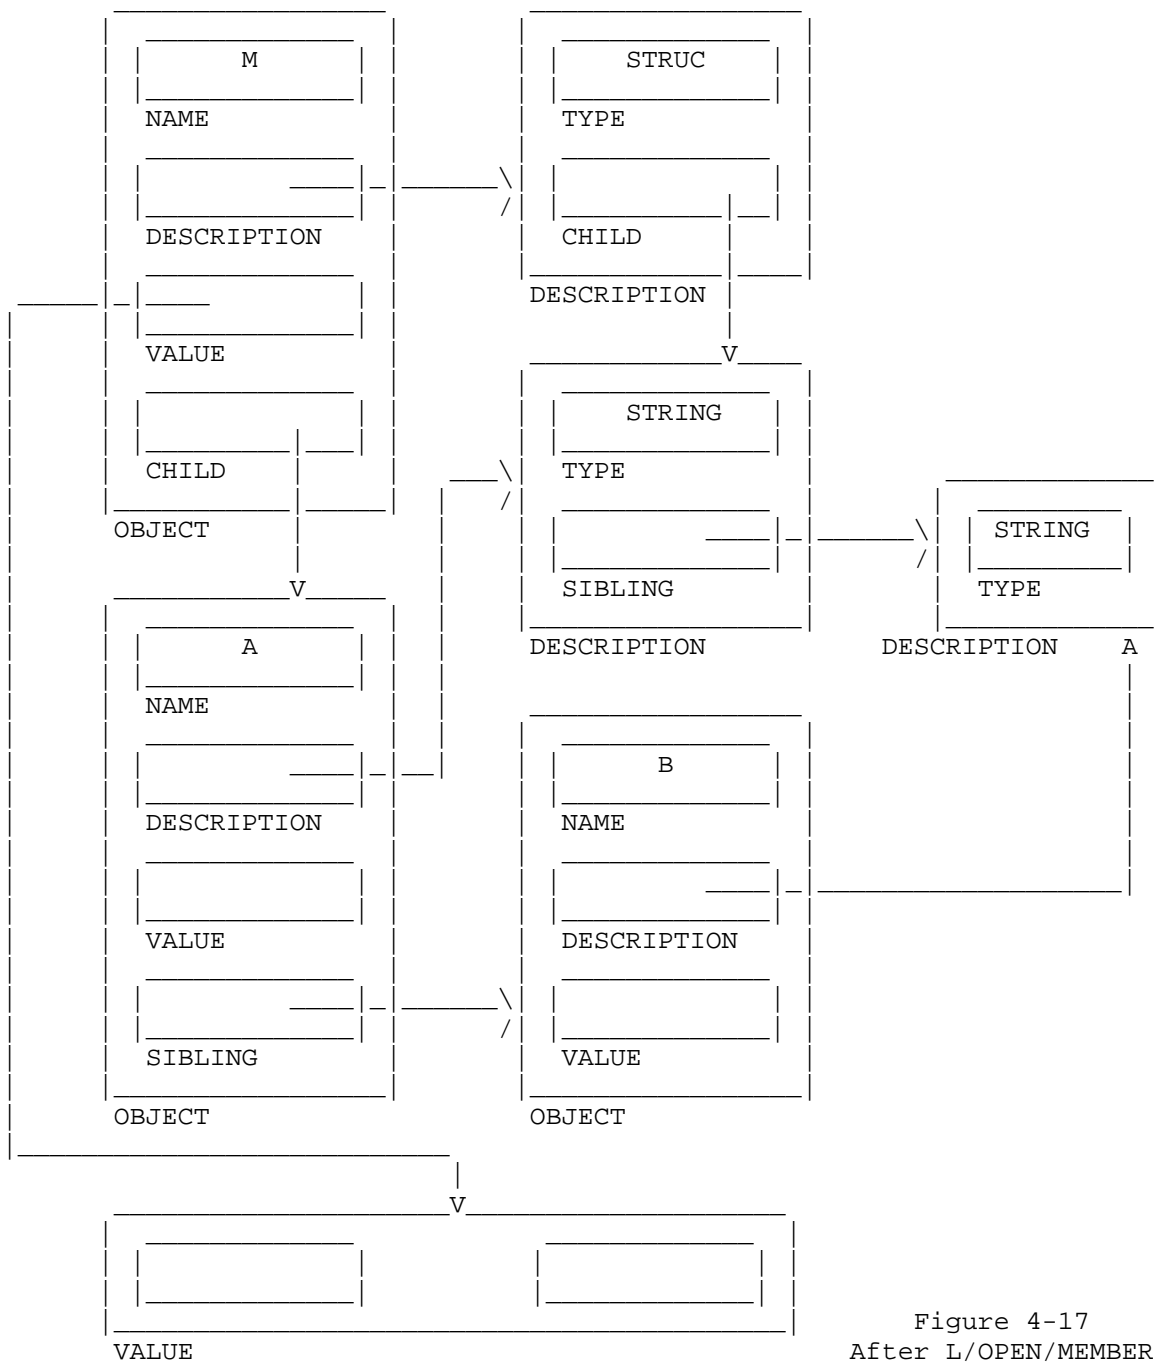 M STRUC
NAME TYPE
DESCRIPTION CHILD
DESCRIPTION
VALUE V
STRING
CHILD TYPE
OBJECT STRING
V SIBLING TYPE
A DESCRIPTION DESCRIPTION A
NAME
B
DESCRIPTION NAME
VALUE DESCRIPTION
SIBLING VALUE
OBJECT OBJECT
V
Figure 4-17
VALUE After L/OPEN/MEMBER